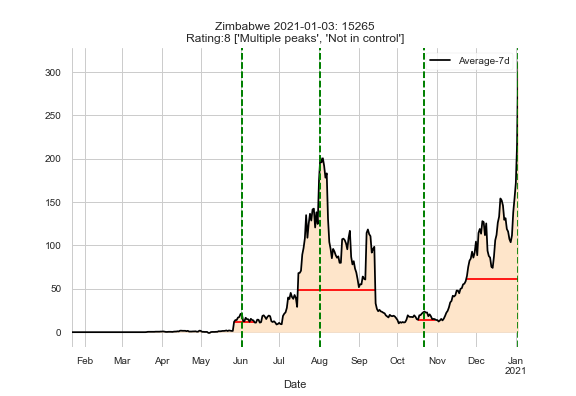 Zimbabwe 2021-01-03: 15265
Rating:8 ['Multiple peaks', 'Not in control']
Average-7d
300
250
200
150
100
50
0
Feb Mar Apr May Jun Jul Aug Sep Oct Nov Dec Jan
2021
Date